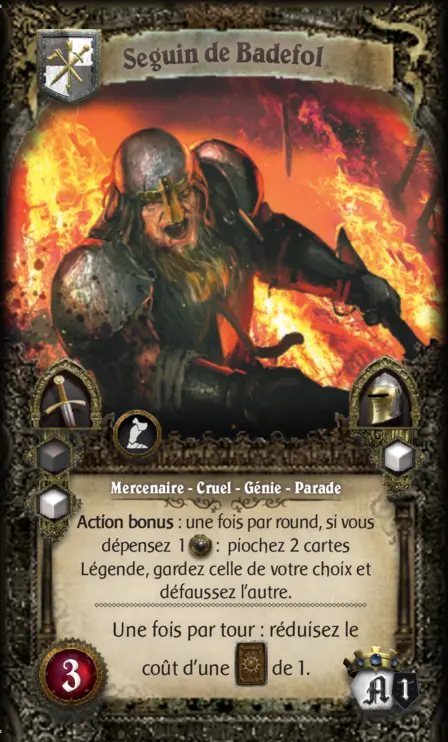 Seguin de Badefol
Mercenaire - Cruel - Génie - Parade
Action bonus : une fois par round, si vous
dépensez 1 : piochez 2 cartes
Légende, gardez celle de votre choix et
défaussez l'autre.
Une fois par tour : réduisez le
coût d'une de 1.
3
A 1